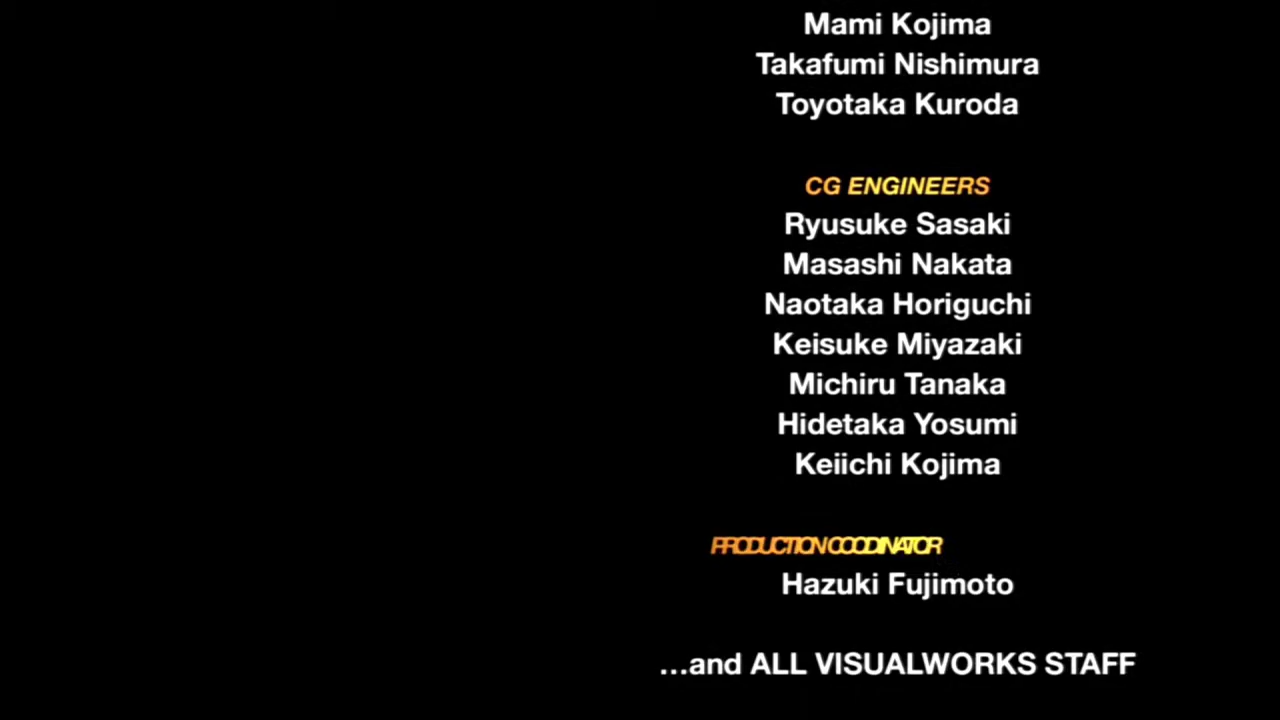 Mami Kojima
Takafumi Nishimura
Toyotaka Kuroda
CG ENGINEERS
Ryusuke Sasaki
Masashi Nakata
Naotaka Horiguchi
Keisuke Miyazaki
Michiru Tanaka
Hidetaka Yosumi
Keiichi Kojima
PRODUCTION COODINATOR
Hazuki Fujimoto
...and ALL VISUALWORKS STAFF